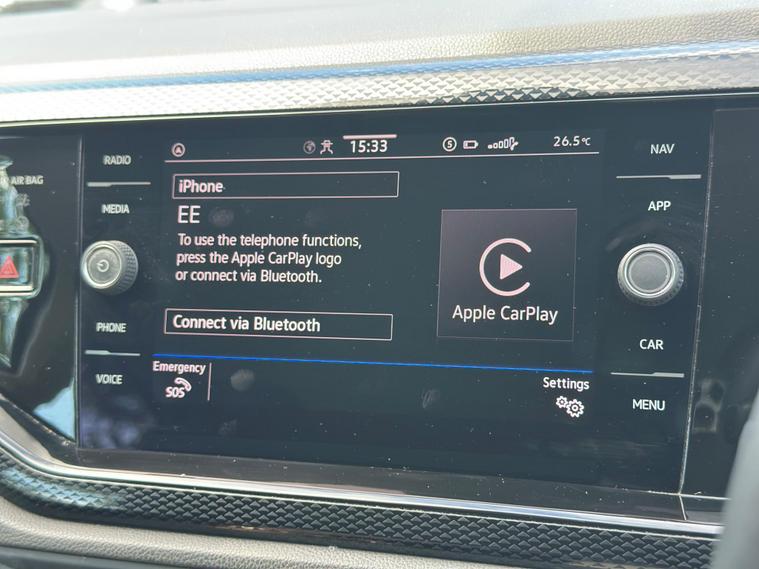 AIR BAG
RADIO
MEDIA
PHONE
VOICE
15:33
S
26.5°C
iPhone
EE
To use the telephone functions,
press the Apple CarPlay logo
or connect via Bluetooth.
Connect via Bluetooth
Apple CarPlay
Emergency
SOS
Settings
NAV
APP
CAR
MENU